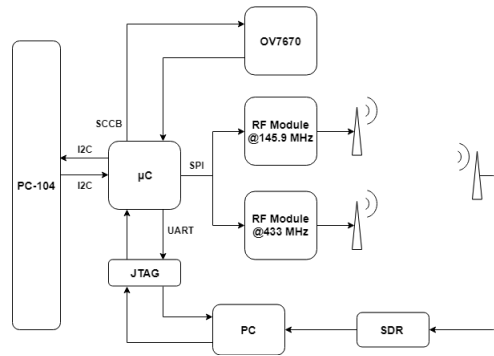 OV7670
SCCB
RF Module
@145.9 MHz
I2C
µC
SPI
PC-104
I2C
RF Module
@433 MHz
UART
JTAG
PC
SDR